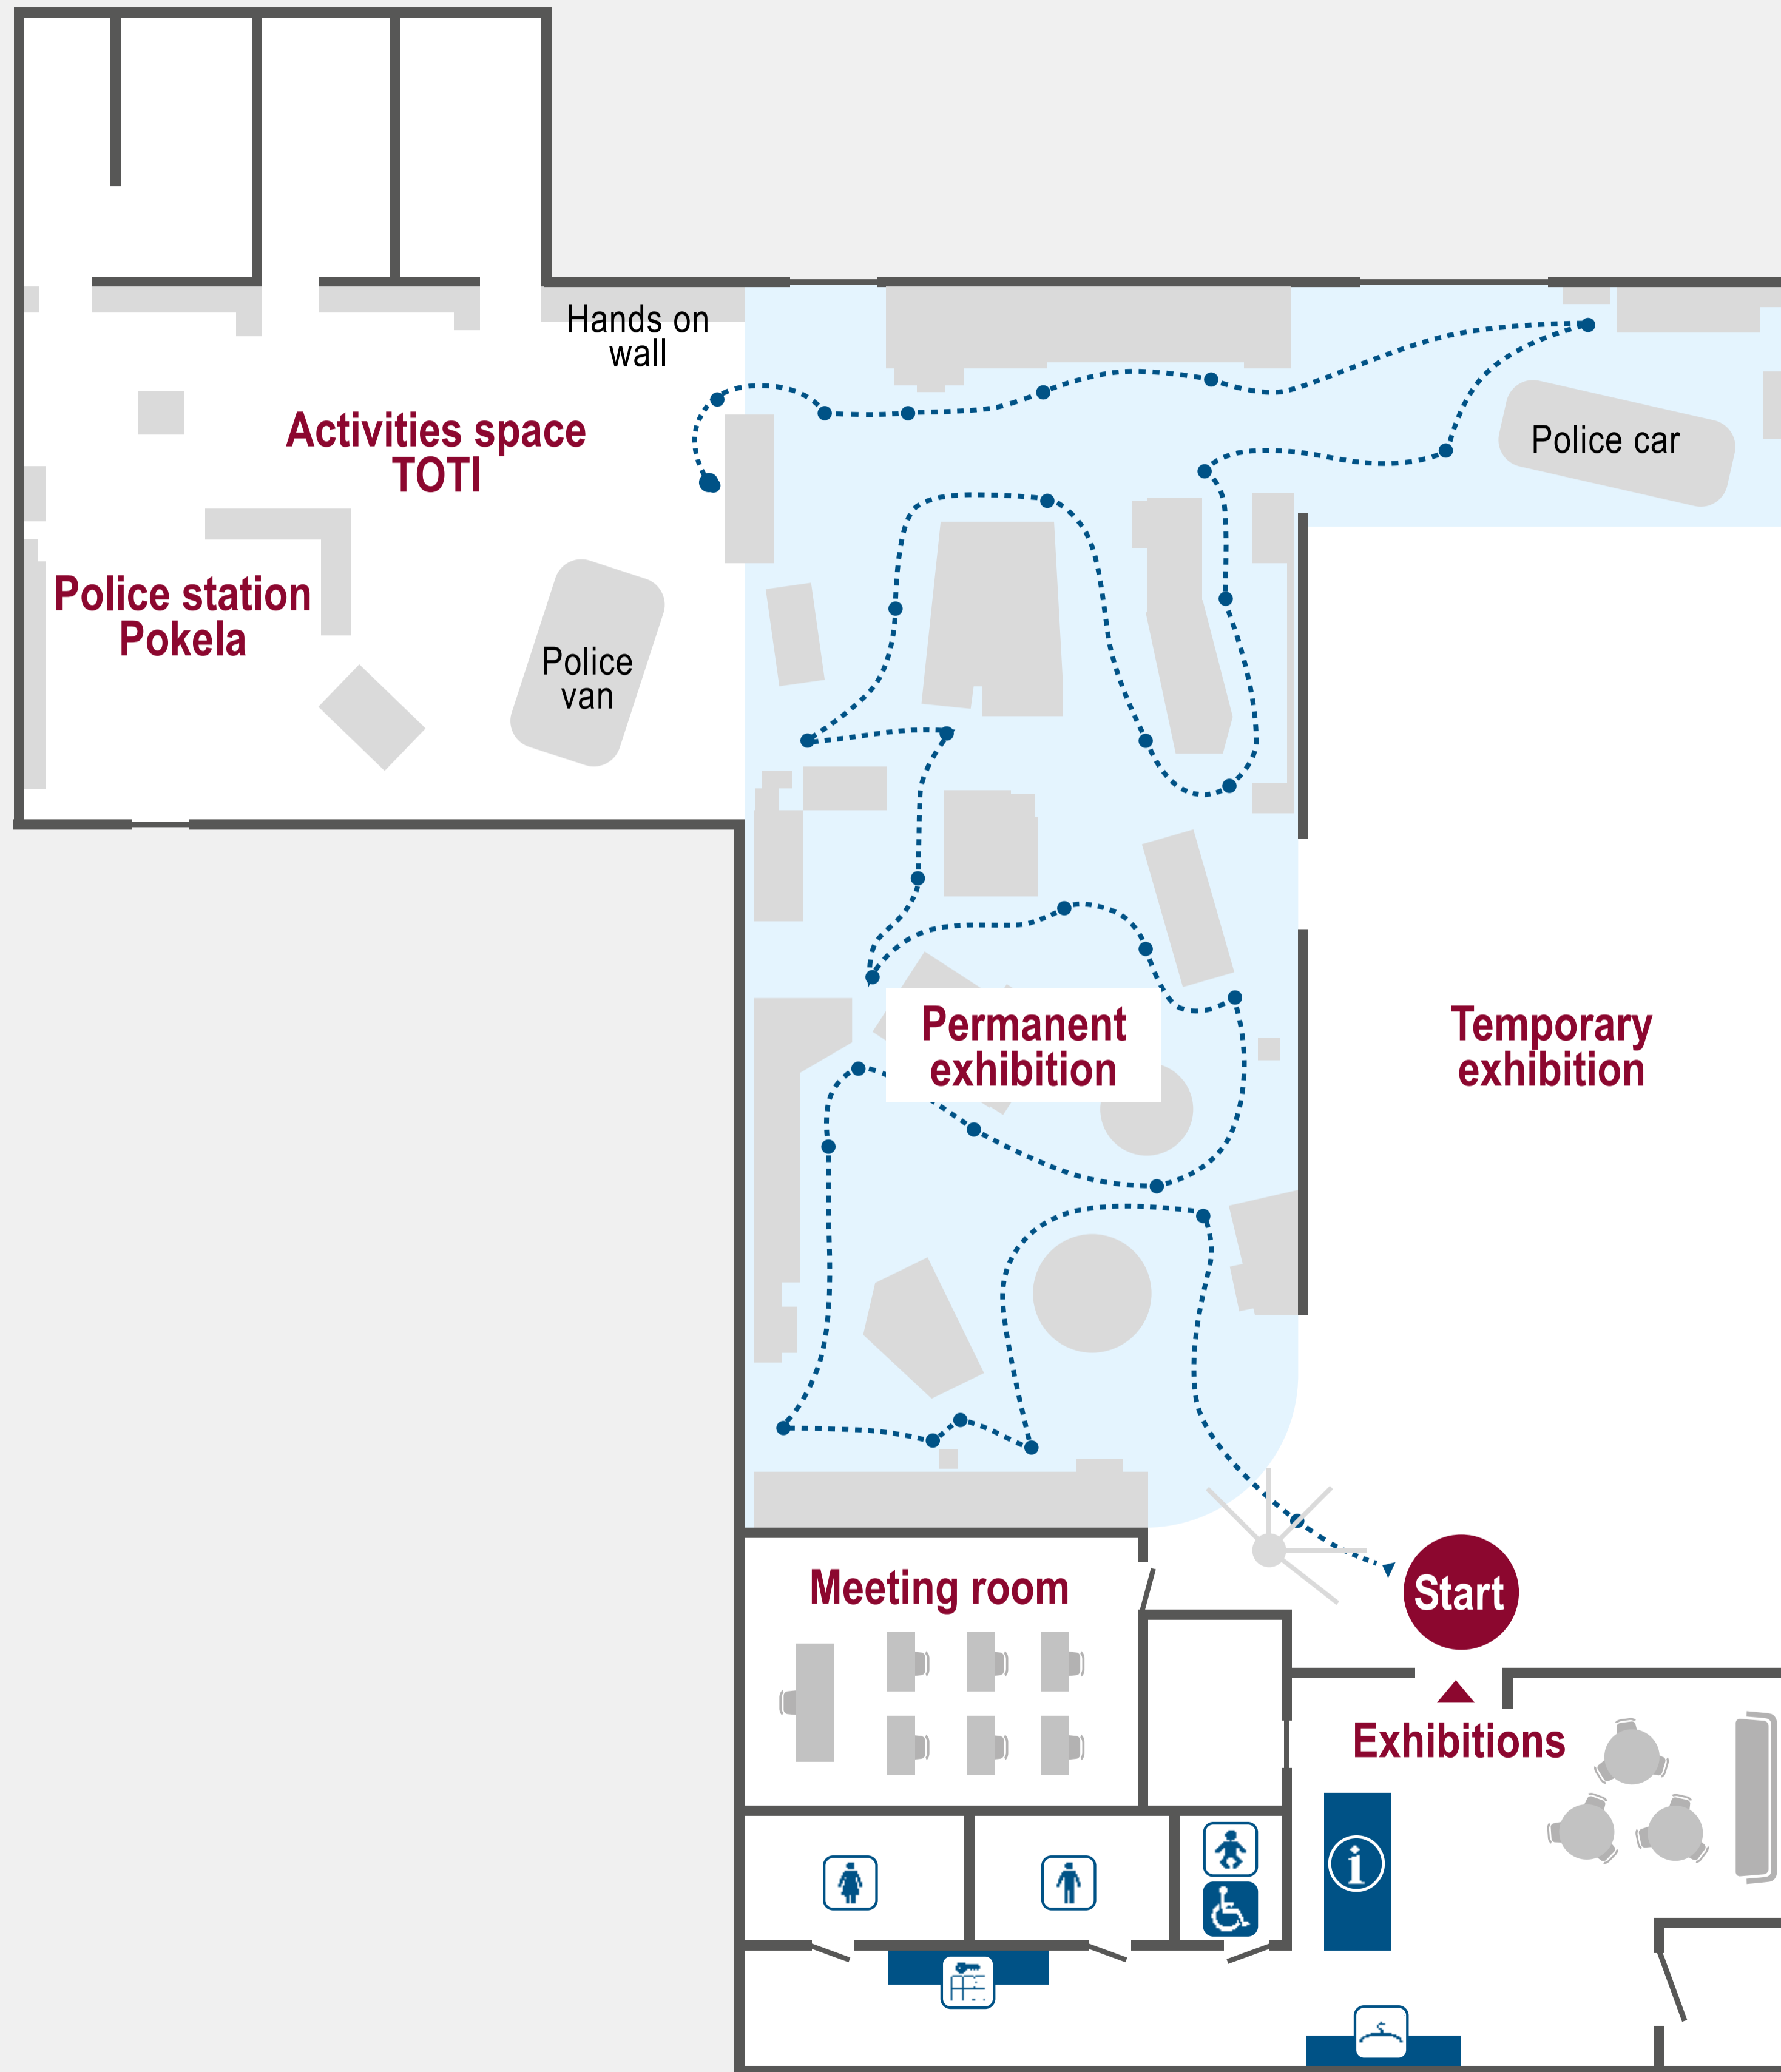 Hands on
wall
Activities space
TOTI
Police car
Police station
Pokela
Police
van
Permanent
exhibition
Temporary
exhibition
Meeting room
Start
Exhibitions
i